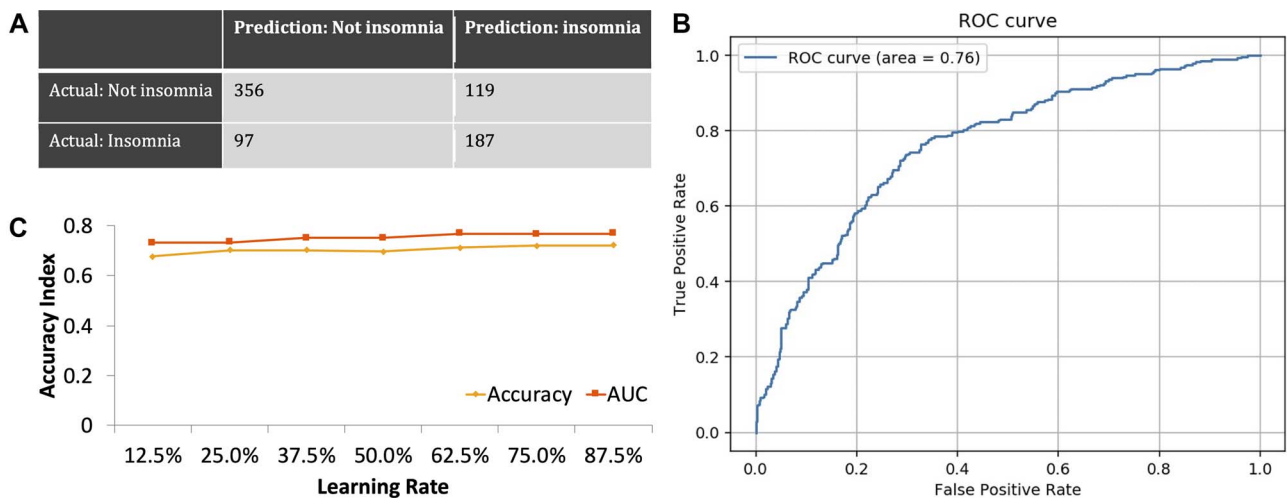 A
Prediction: Not insomnia Prediction: insomnia
Actual: Not insomnia 356 119
Actual: Insomnia 97 187
B
ROC curve
ROC curve (area = 0.76)
True Positive Rate
1.0
0.8
0.6
0.4
0.2
0.0
0.0 0.2 0.4 0.6 0.8 1.0
False Positive Rate
C
Accuracy Index
0.8
0.6
0.4
0.2
0
Accuracy AUC
12.5% 25.0% 37.5% 50.0% 62.5% 75.0% 87.5%
Learning Rate